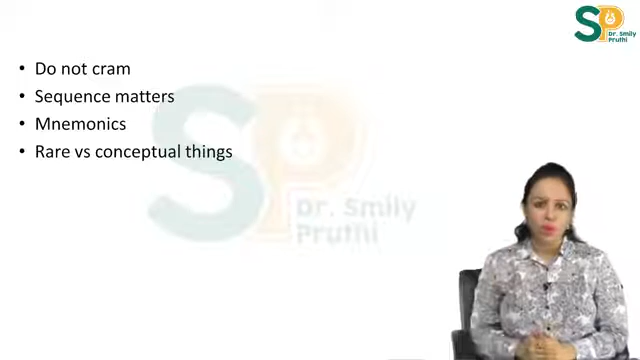 SP
Dr. Smily
Pruthi
• Do not cram
• Sequence matters
• Mnemonics
• Rare vs conceptual things
SP
Dr. Smily
Pruthi